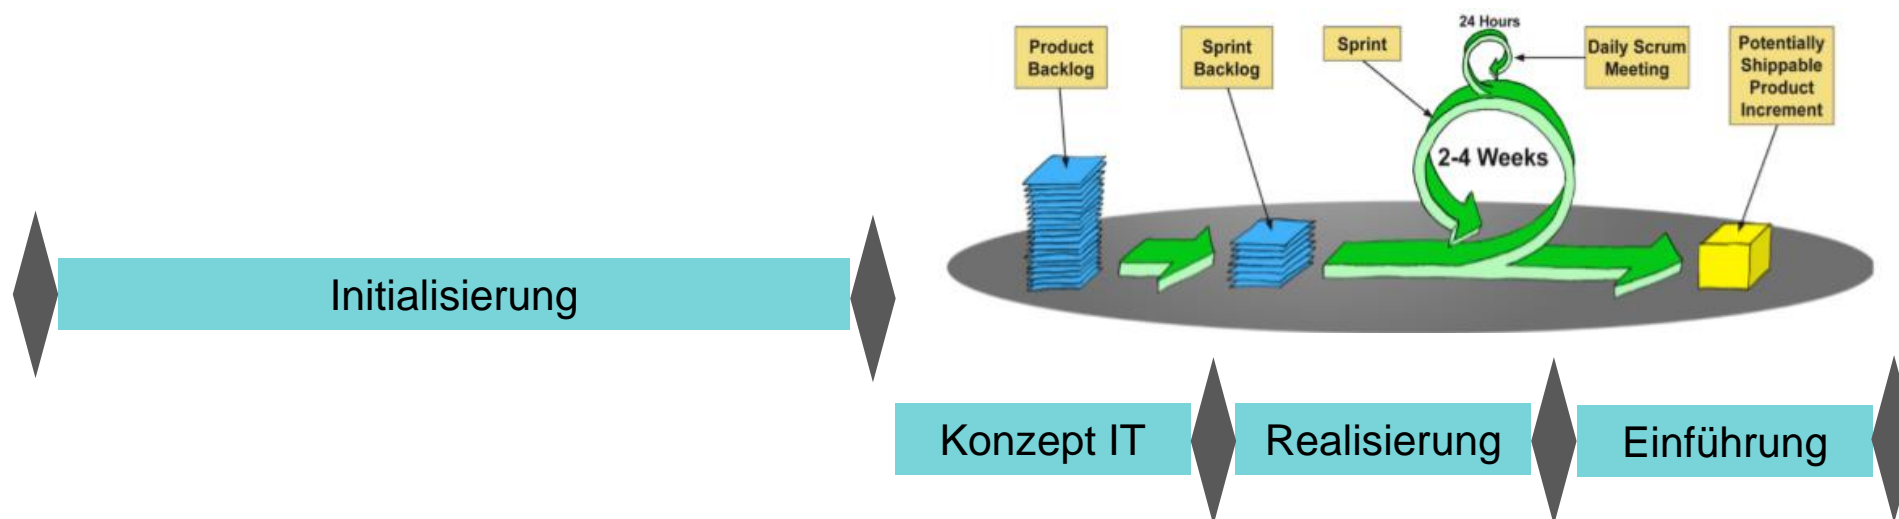 24 Hours
Product
Backlog
Sprint
Backlog
Sprint
Daily Scrum
Meeting
Potentially
Shippable
Product
Increment
2-4 Weeks
Initialisierung
Konzept IT
Realisierung
Einführung